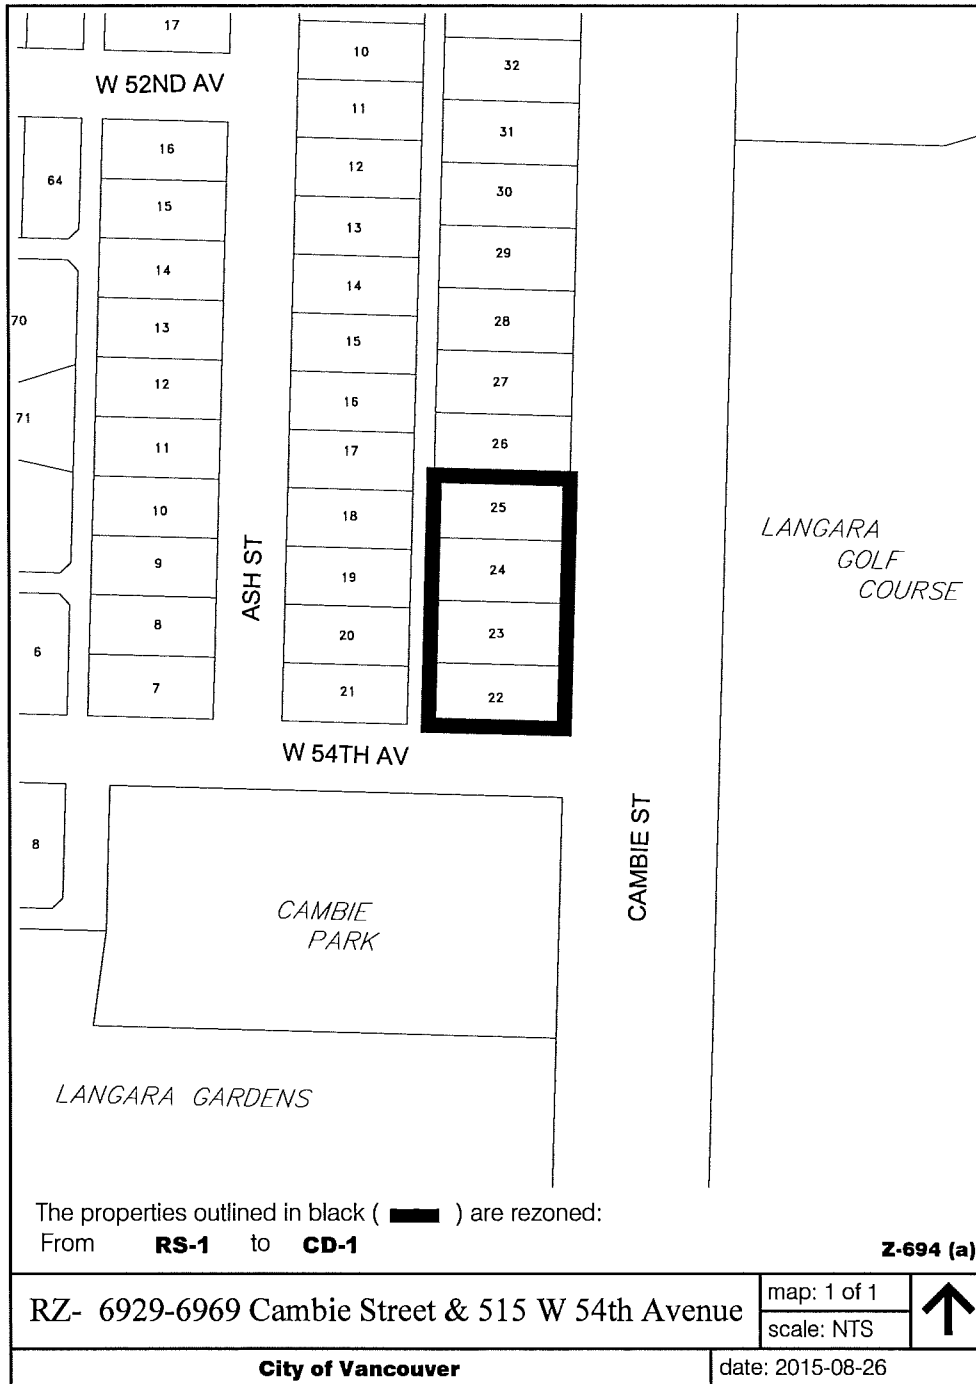 17
W 52ND AV
10
32
11
31
16
12
64
30
15
13
29
14
14
70
13
15
28
12
16
27
71
11
17
26
10
18
25
ASH ST
LANGARA
GOLF
COURSE
9
19
24
8
20
23
6
7
21
22
W 54TH AV
CAMBIE ST
8
CAMBIE
PARK
LANGARA GARDENS
The properties outlined in black ( ) are rezoned:
From RS-1 to CD-1
Z-694 (a)
RZ- 6929-6969 Cambie Street & 515 W 54th Avenue
map: 1 of 1
scale: NTS
City of Vancouver
date: 2015-08-26